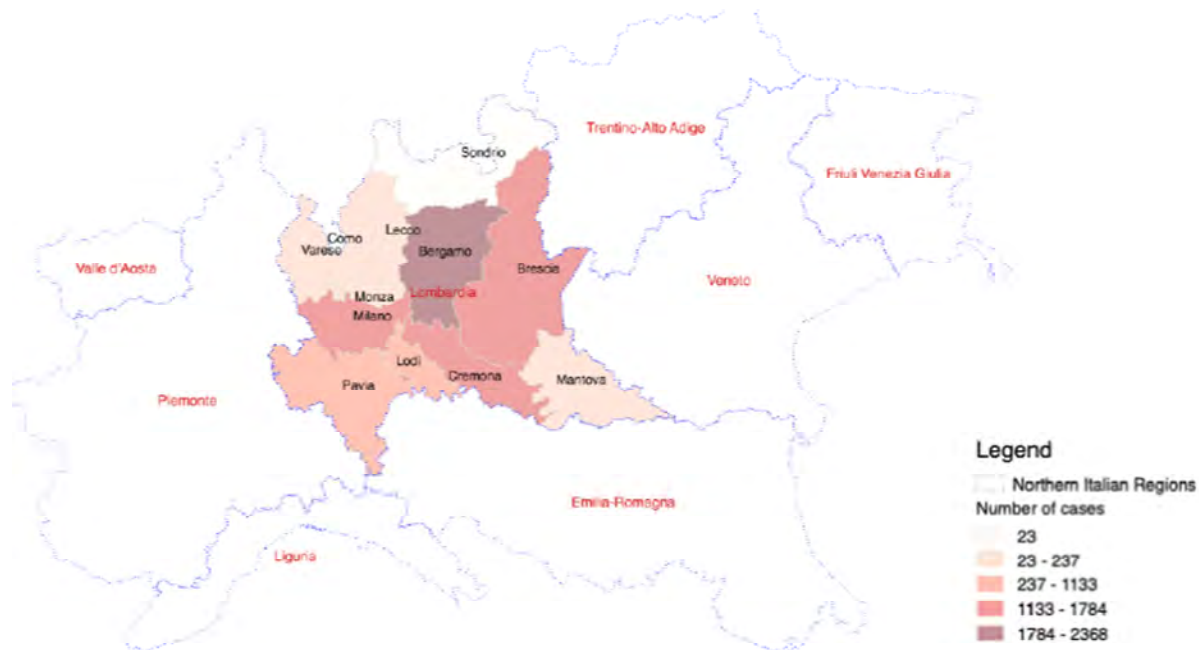 Trentino-Alto Adige
Sondrio
Friuli Venezia Giulia
Lecco
Como
Varese
Bergamo
Valle d'Aosta
Brescia
Veneto
Monza
Lombardia
Milano
Lodi
Cremona
Pavia
Mantova
Piemonte
Emilia-Romagna
Liguria
Legend
Northern Italian Regions
Number of cases
23
23 - 237
237 - 1133
1133 - 1784
1784 - 2368